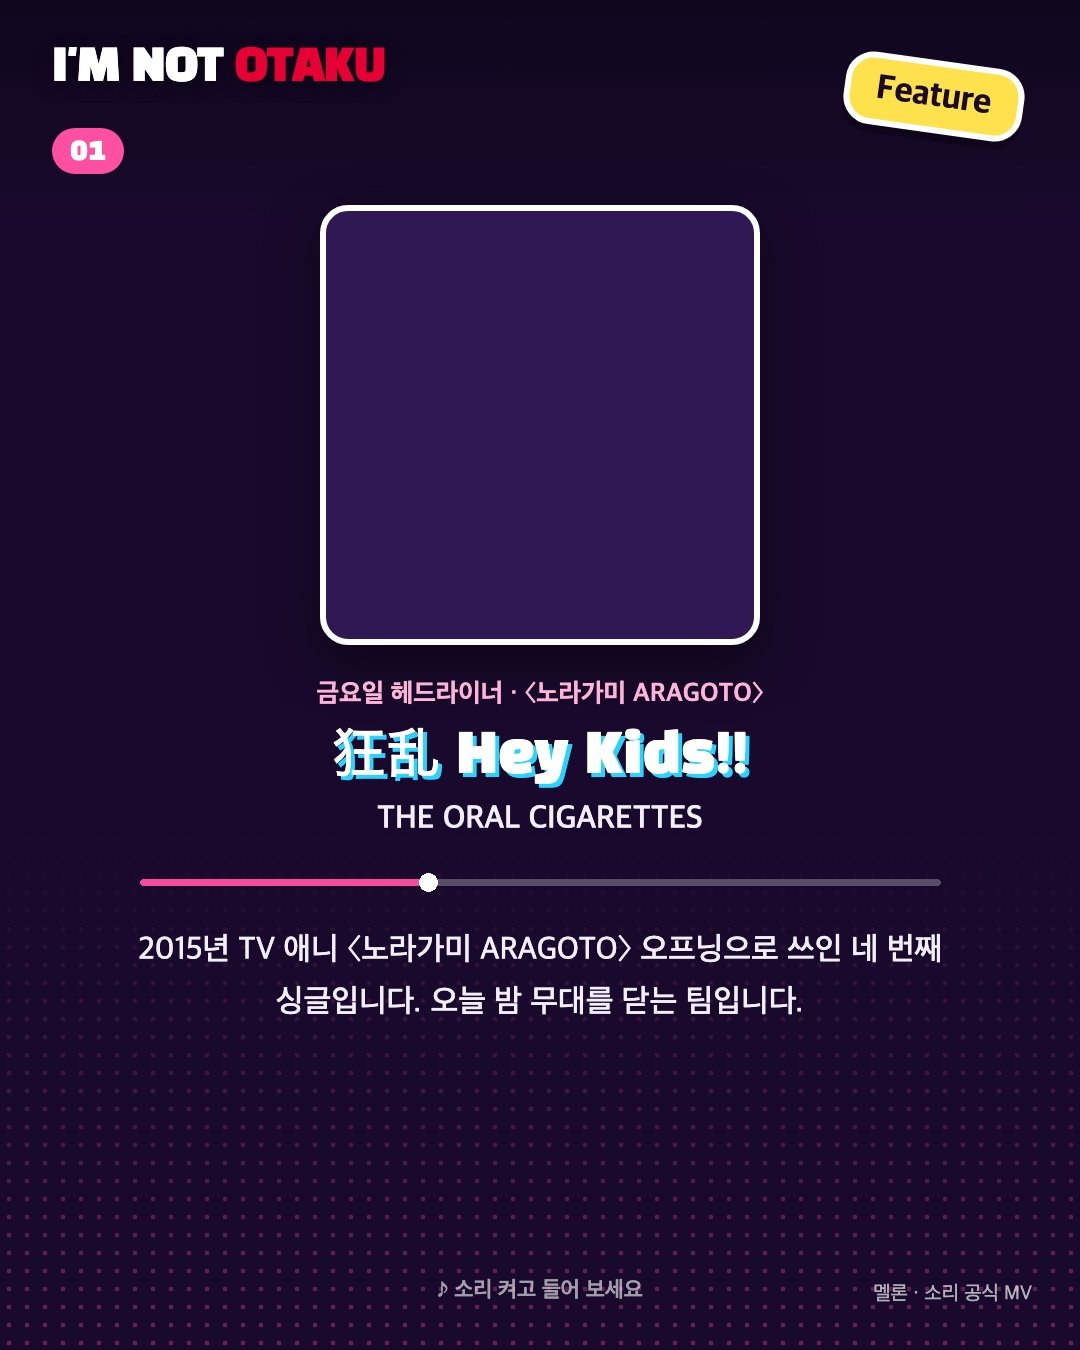 I'M NOT OTAKU
Feature
01
금요일 헤드라이너 · 〈노라가미 ARAGOTO〉
狂乱 Hey Kids!!
THE ORAL CIGARETTES
2015년 TV 애니 〈노라가미 ARAGOTO〉 오프닝으로 쓰인 네 번째
싱글입니다. 오늘 밤 무대를 닫는 팀입니다.
♪ 소리 켜고 들어 보세요
멜론 · 소리 공식 MV